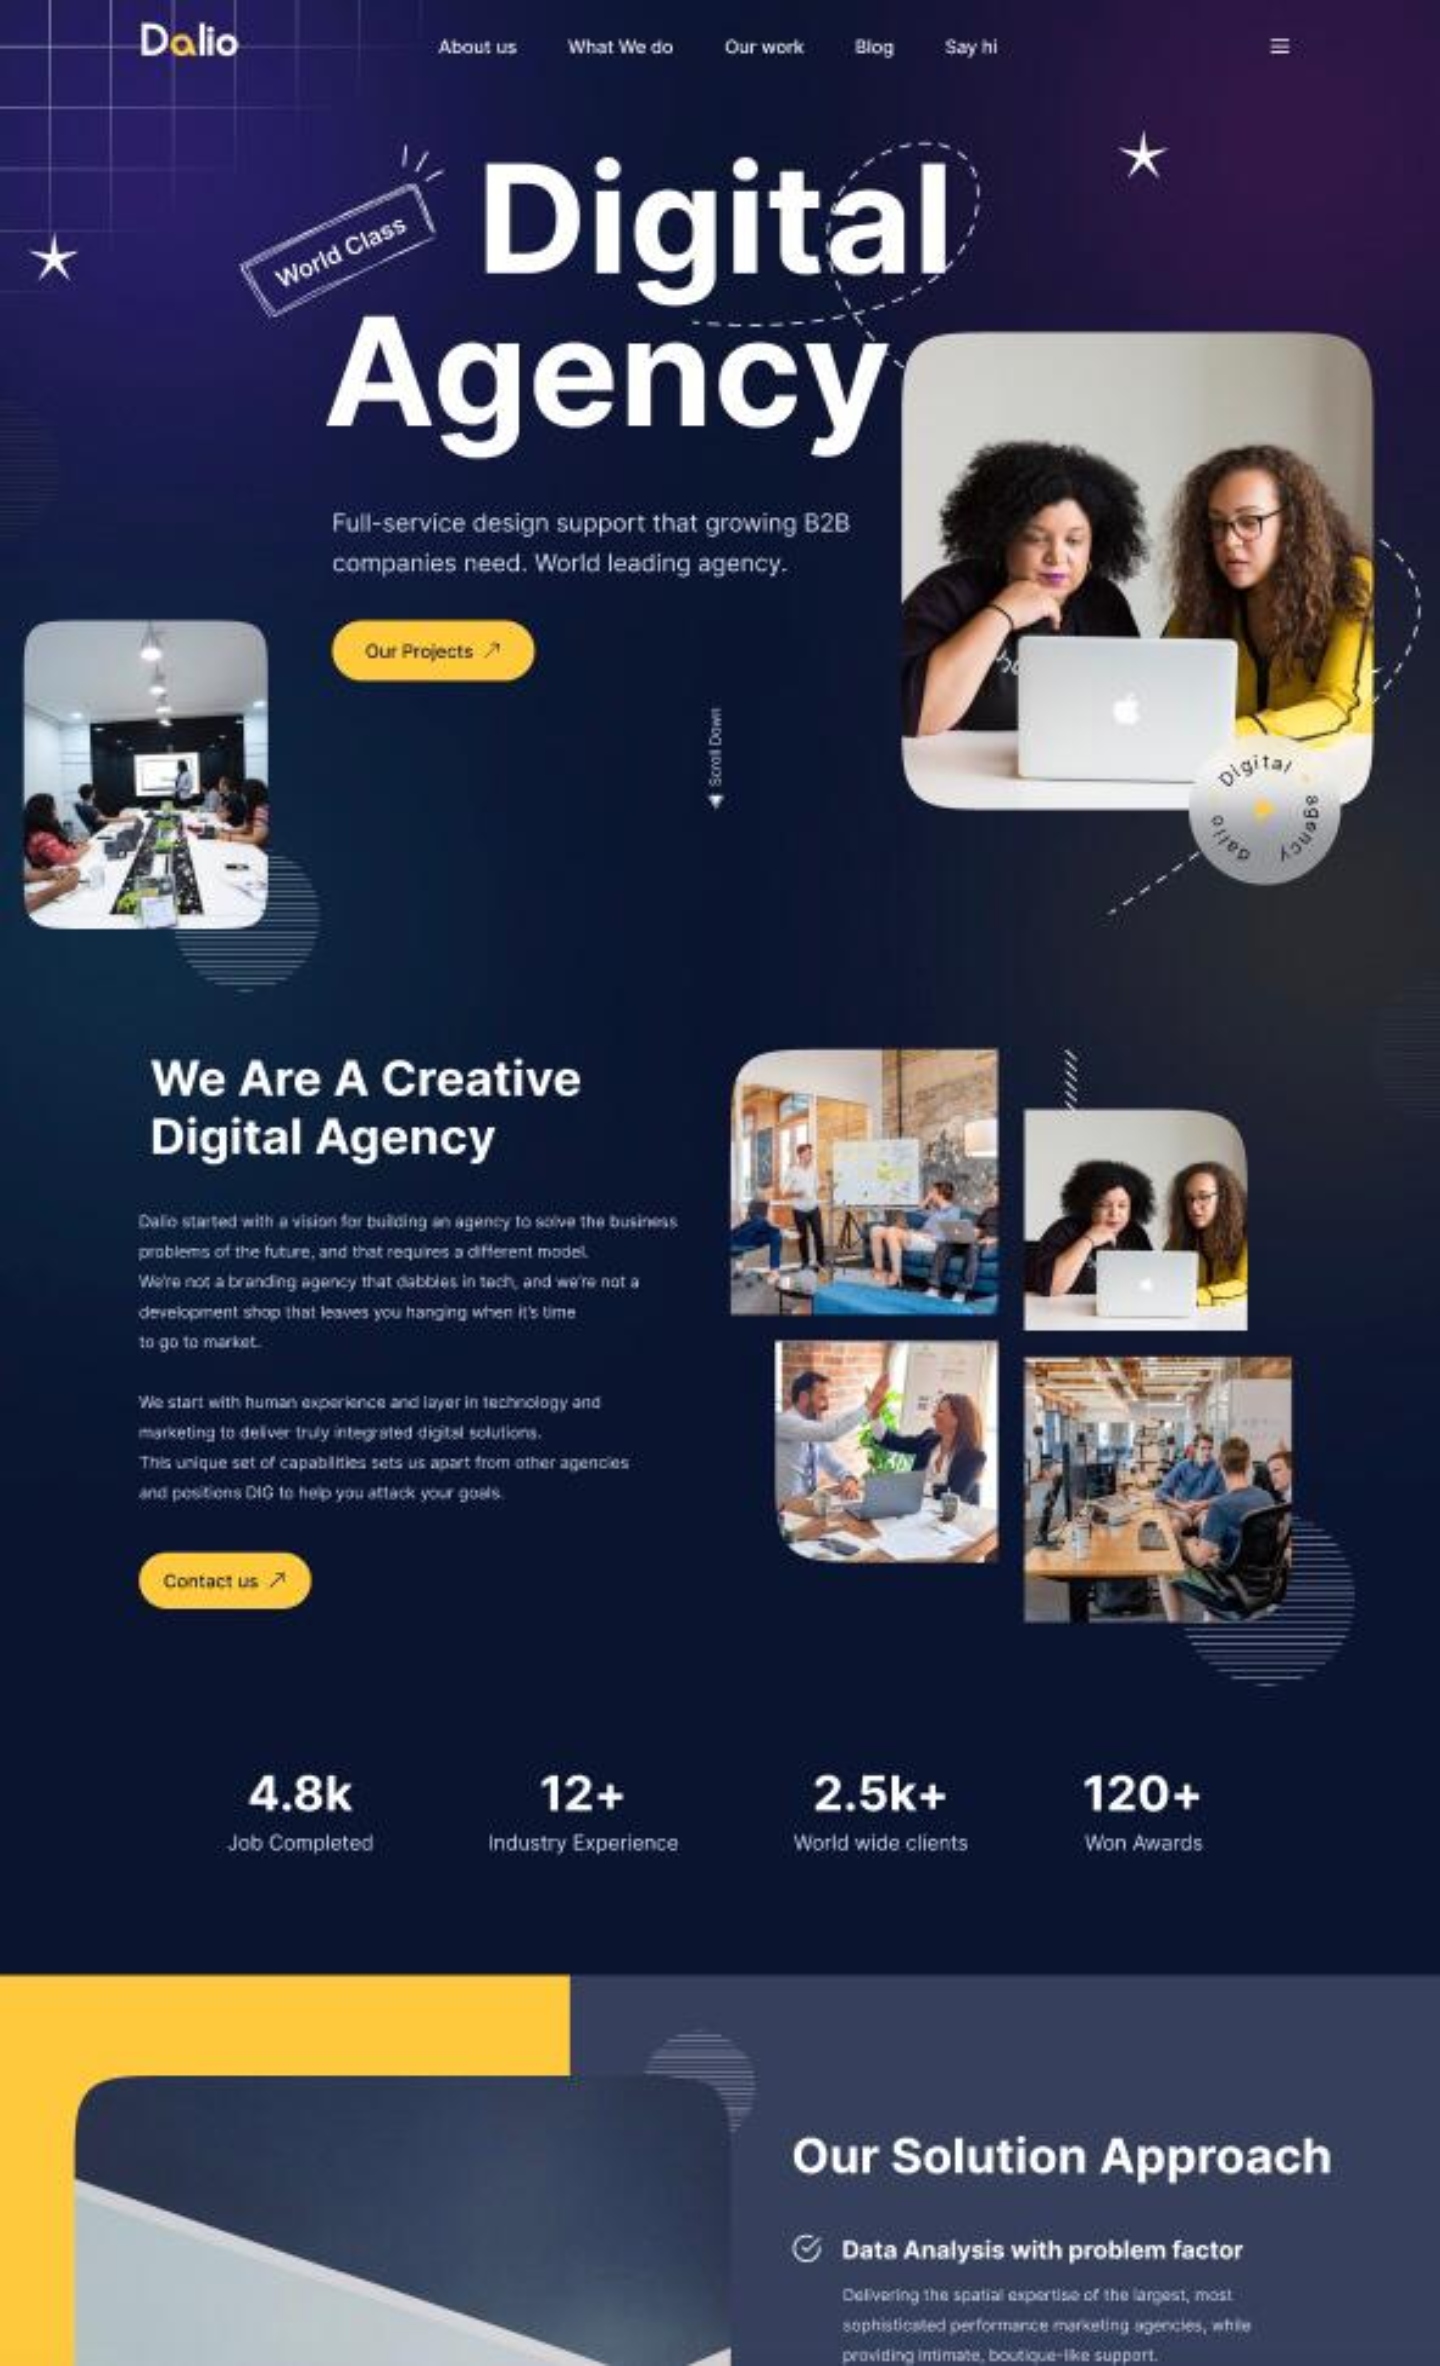 Dalio
About us
What We do
Our work
Blog
Say hi
World Class
Digital
Agency
Full-service design support that growing B2B
companies need. World leading agency.
Our Projects
Scroll Down
Digital
agency
dalio
We Are A Creative
Digital Agency
Dalio started with a vision for building an agency to solve the business
problems of the future, and that requires a different model.
We're not a branding agency that dabbles in tech, and we're not a
development shop that leaves you hanging when it's time
to go to market.
We start with human experience and layer in technology and
marketing to deliver truly integrated digital solutions.
This unique set of capabilities sets us apart from other agencies
and positions DIG to help you attack your goals.
Contact us
4.8k
Job Completed
12+
Industry Experience
2.5k+
World wide clients
120+
Won Awards
Our Solution Approach
Data Analysis with problem factor
Delivering the spatial expertise of the largest, most
sophisticated performance marketing agencies, while
providing intimate, boutique-like support.